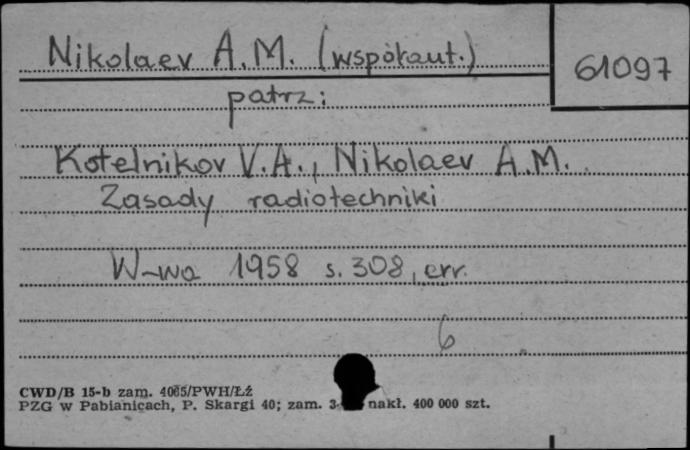 Nikolaev A.M. (współaut.)
61097
patrz:
Kotelnikov V.A., Nikolaev A.M.
Zasady radiotechniki
W-wa 1958 s. 308, err.
6
CWD/B 15-b zam. 4065/PWH/Łź
PZG w Pabianicach, P. Skargi 40; zam. nakł. 400 000 szt.